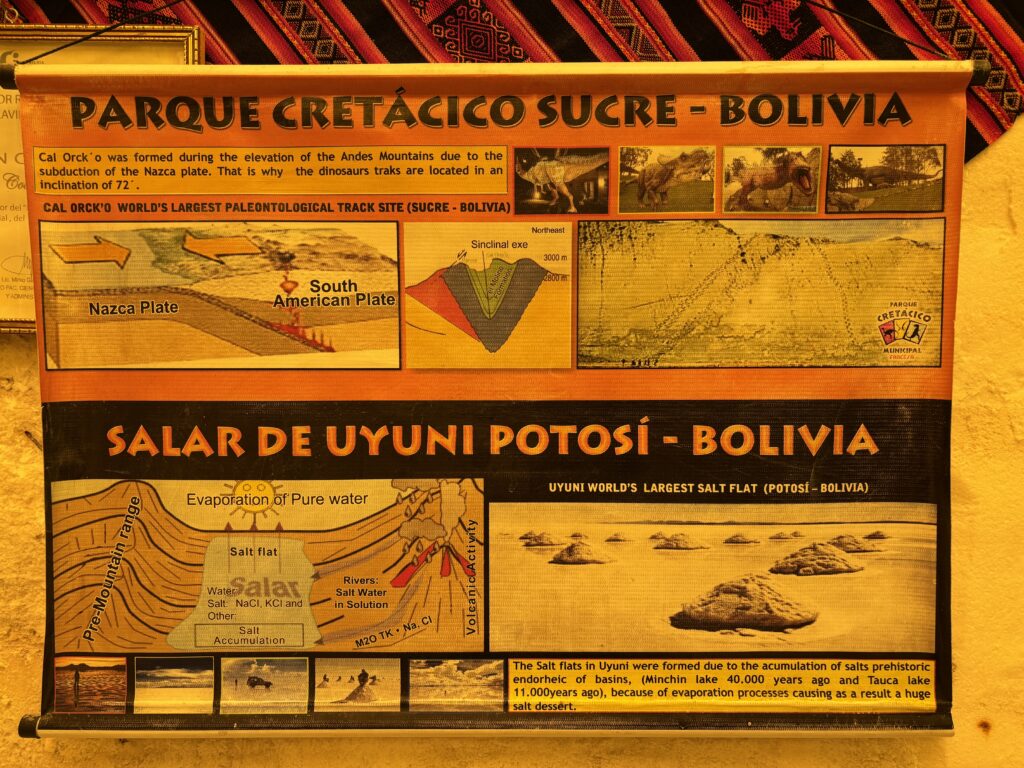 PARQUE CRETÁCICO SUCRE - BOLIVIA
Cal Orck´o was formed during the elevation of the Andes Mountains due to the
subduction of the Nazca plate. That is why the dinosaurs traks are located in an
inclination of 72´.
CAL ORCK'O WORLD'S LARGEST PALEONTOLOGICAL TRACK SITE (SUCRE - BOLIVIA)
Nazca Plate
South
American Plate
Northeast
Sinclinal exe
3000 m
2800 m
PARQUE
CRETÁCICO
MUNICIPAL
SALAR DE UYUNI POTOSÍ - BOLIVIA
Evaporation of Pure water
Pre-Mountain range
Salt flat
Salar
Water
Salt: NaCl, KCl and
Other:
Salt
Accumulation
Rivers:
Salt Water
in Solution
M2O TK • Na, Cl
Volcanic Activity
UYUNI WORLD'S LARGEST SALT FLAT (POTOSÍ - BOLIVIA)
The Salt flats in Uyuni were formed due to the acumulation of salts prehistoric
endorheic of basins, (Minchin lake 40.000 years ago and Tauca lake
11.000years ago), because of evaporation processes causing as a result a huge
salt dessert.